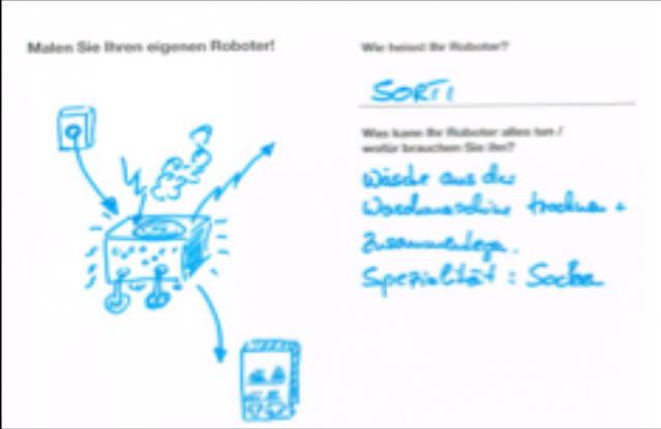 Malen Sie Ihren eigenen Roboter!
Wie heisst Ihr Roboter?
SORTI
Was kann Ihr Roboter alles tun /
wofür brauchen Sie ihn?
Wäsche aus der
Waschmaschine trocknen +
Zusammenlegen.
Spezialität : Socken